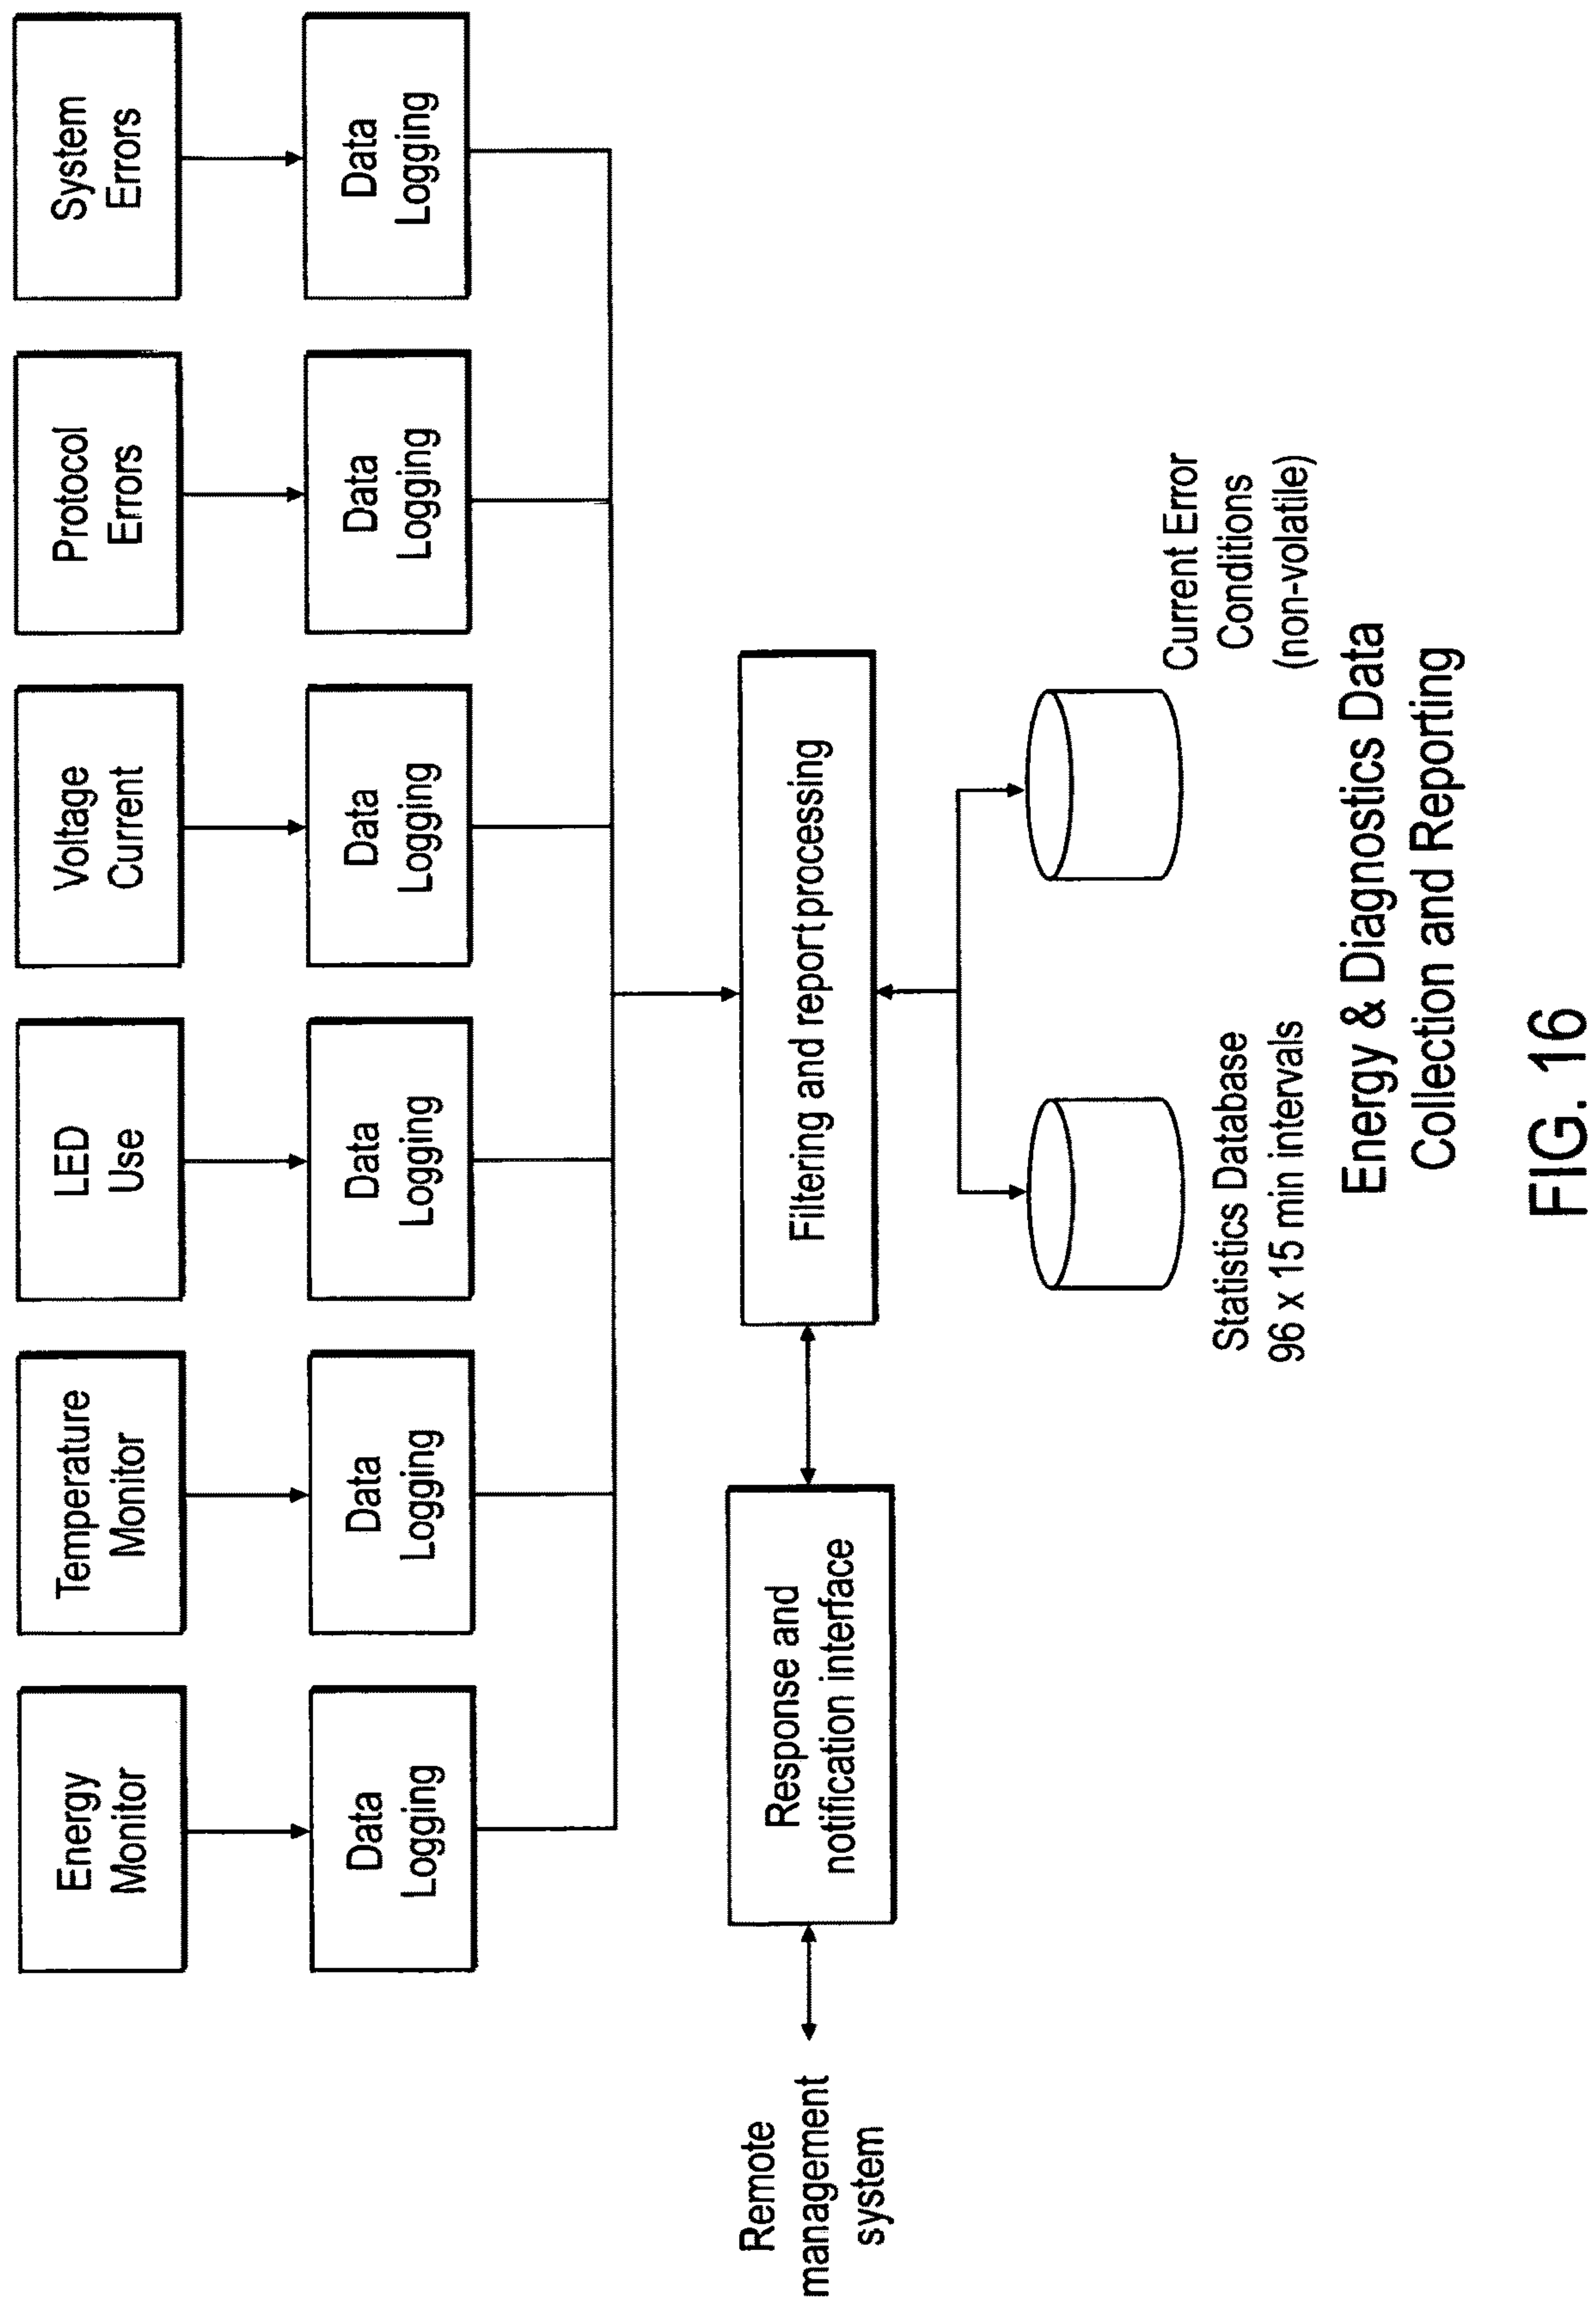 Energy
Monitor
Temperature
Monitor
LED
Use
Voltage
Current
Protocol
Errors
System
Errors
Data
Logging
Data
Logging
Data
Logging
Data
Logging
Data
Logging
Data
Logging
Remote
management
system
Response and
notification interface
Filtering and report processing
Statistics Database
96 x 15 min intervals
Current Error
Conditions
(non-volatile)
Energy & Diagnostics Data
Collection and Reporting
FIG. 16